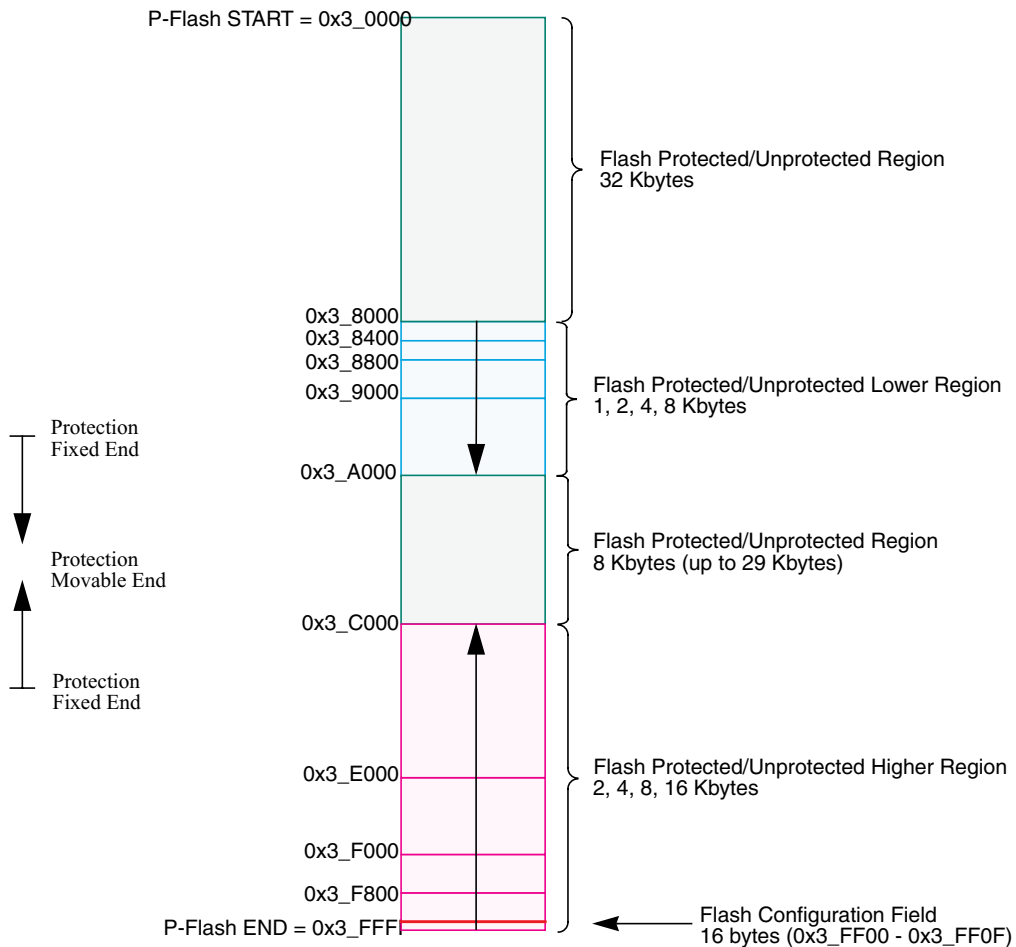 P-Flash START = 0x3_0000
Flash Protected/Unprotected Region
32 Kbytes
0x3_8000
0x3_8400
0x3_8800
0x3_9000
Flash Protected/Unprotected Lower Region
1, 2, 4, 8 Kbytes
Protection
Fixed End
0x3_A000
Protection
Movable End
Flash Protected/Unprotected Region
8 Kbytes (up to 29 Kbytes)
0x3_C000
Protection
Fixed End
0x3_E000
Flash Protected/Unprotected Higher Region
2, 4, 8, 16 Kbytes
0x3_F000
0x3_F800
P-Flash END = 0x3_FFF
Flash Configuration Field
16 bytes (0x3_FF00 - 0x3_FF0F)